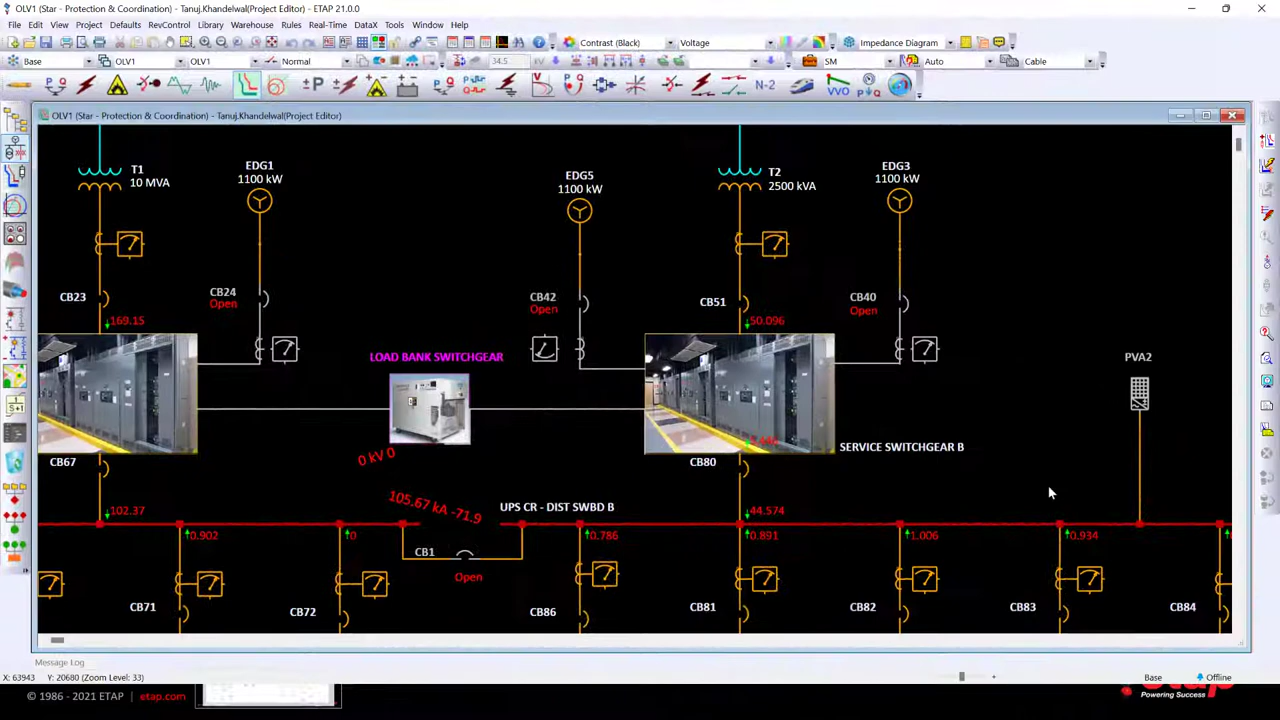 OLV1 (Star - Protection & Coordination) - Tanuj.Khandelwal(Project Editor) - ETAP 21.0.0
File Edit View Project Defaults RevControl Library Warehouse Rules Real-Time DataX Tools Window Help
Contrast (Black) Voltage Impedance Diagram
Base OLV1 OLV1 Normal 34.5 kV SM Auto Cable
N-2 VVO
OLV1 (Star - Protection & Coordination) - Tanuj.Khandelwal(Project Editor)
T1
10 MVA
EDG1
1100 kW
EDG5
1100 kW
T2
2500 kVA
EDG3
1100 kW
CB23
CB24
Open
CB42
Open
CB51
CB40
Open
169.15
50.096
LOAD BANK SWITCHGEAR
PVA2
SERVICE SWITCHGEAR B
CB67
0 kV 0
CB80
102.37
105.67 kA -71.9
UPS CR - DIST SWBD B
44.574
0.902
0
CB1
Open
0.786
0.891
1.006
0.934
CB71
CB72
CB86
CB81
CB82
CB83
CB84
Message Log
X: 63943 Y: 20680 (Zoom Level: 33)
Base Offline
© 1986 - 2021 ETAP | etap.com
Powering Success